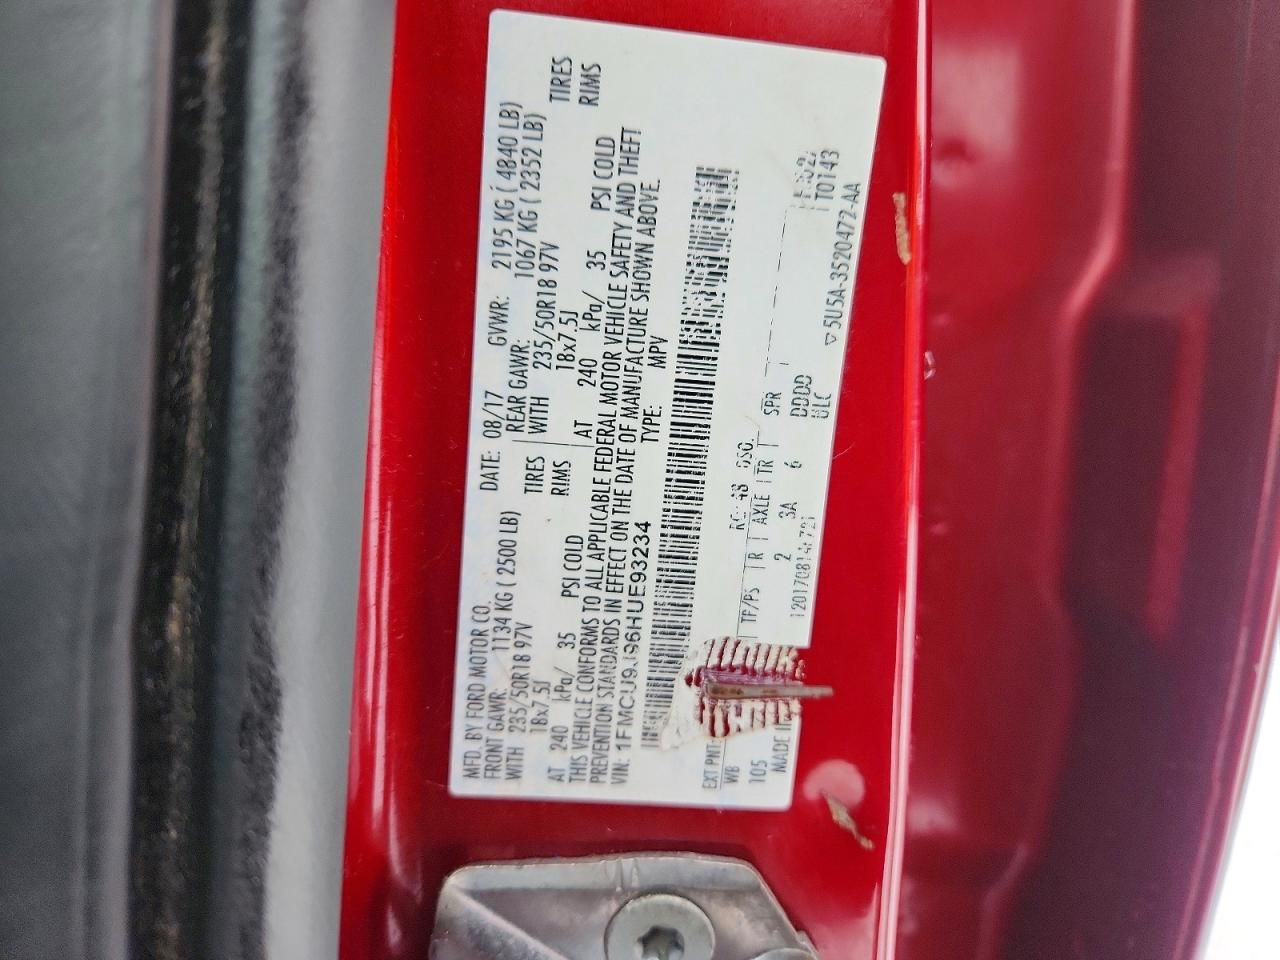 MFD. BY FORD MOTOR CO.
DATE: 08/17
GVWR: 2195 KG ( 4840 LB)
FRONT GAWR: 1134 KG ( 2500 LB)
REAR GAWR: 1067 KG ( 2352 LB)
WITH 235/50R18 97V TIRES
WITH 235/50R18 97V TIRES
18x7.5J RIMS
18x7.5J RIMS
AT 240 kPa/ 35 PSI COLD
AT 240 kPa/ 35 PSI COLD
THIS VEHICLE CONFORMS TO ALL APPLICABLE FEDERAL MOTOR VEHICLE SAFETY AND THEFT
PREVENTION STANDARDS IN EFFECT ON THE DATE OF MANUFACTURE SHOWN ABOVE.
VIN: 1FMCU9J96HUE93234
TYPE: MPV
EXT PNT
DSO:
WB TP/PS R AXLE TR SPR
105 2 3A 6 DDDD
T0143
MADE IN
ULC
▽5U5A-3520472-AA